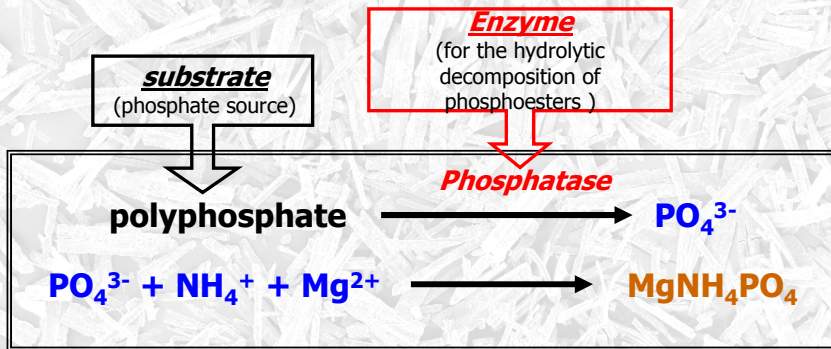 substrate
(phosphate source)
Enzyme
(for the hydrolytic
decomposition of
phosphoesters )
Phosphatase
polyphosphate PO₄³⁻
PO₄³⁻ + NH₄⁺ + Mg²⁺ MgNH₄PO₄